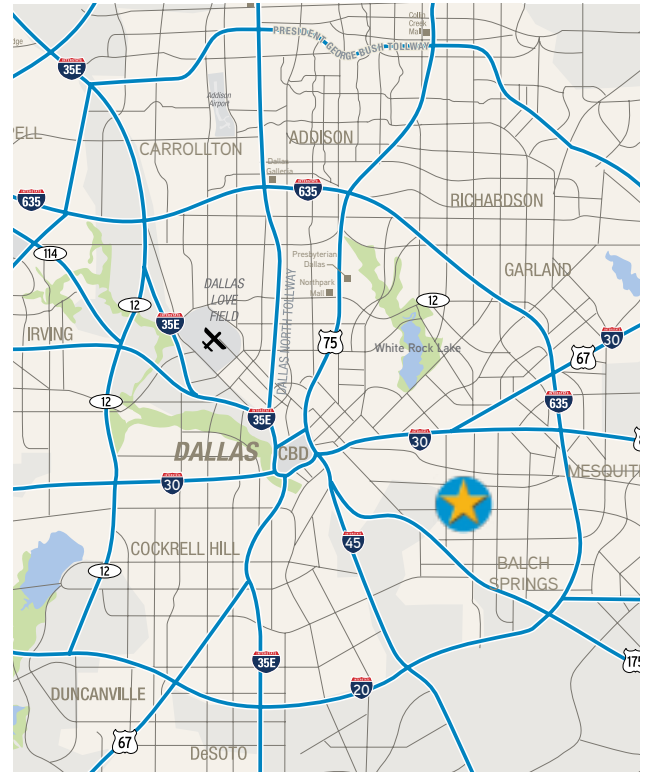 Collin
Creek
Mall
PRESIDENT GEORGE BUSH TOLLWAY
dge
35E
Addison
Airport
ELL
CARROLLTON
ADDISON
Dallas
Galleria
635
635
RICHARDSON
114
Presbyterian
Dallas
GARLAND
DALLAS
LOVE
FIELD
Northpark
Mall
12
12
DALLAS NORTH TOLLWAY
35E
IRVING
75
White Rock Lake
30
67
12
635
35E
30
DALLAS
CBD
MESQUIT
30
45
COCKRELL HILL
BALCH
SPRINGS
12
35E
175
20
DUNCANVILLE
67
DeSOTO